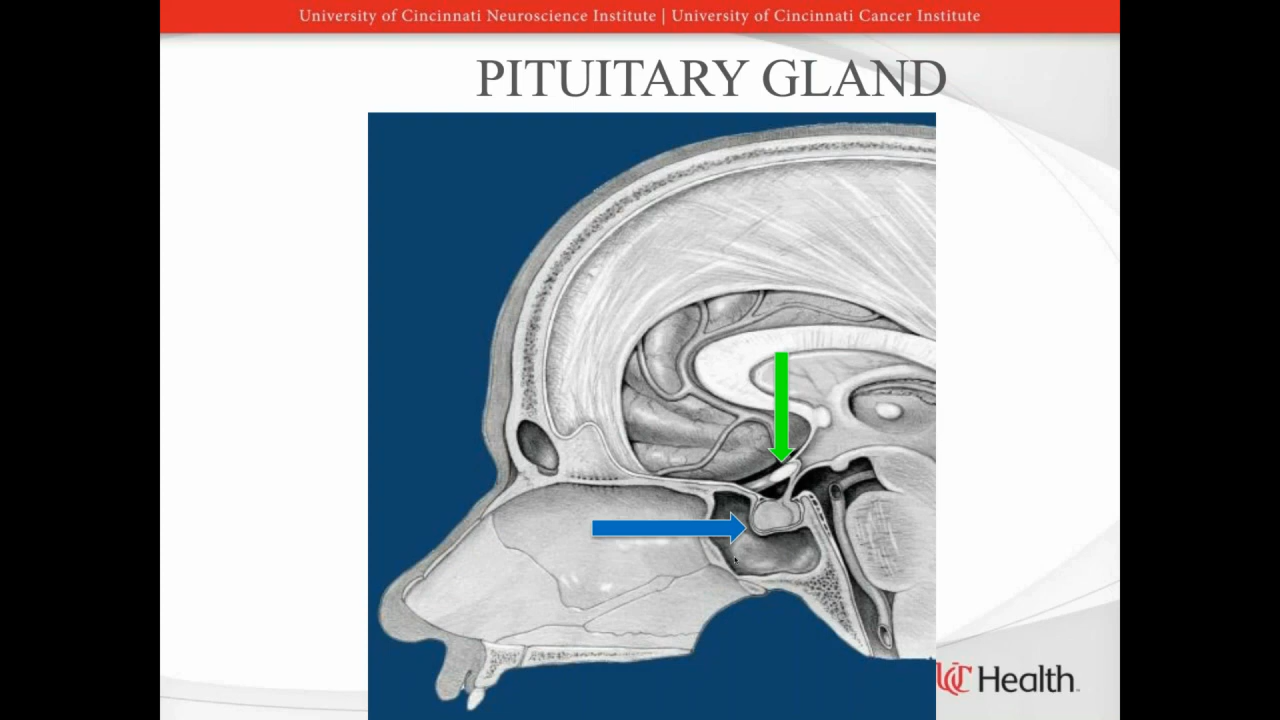 University of Cincinnati Neuroscience Institute | University of Cincinnati Cancer Institute
PITUITARY GLAND
UC Health.